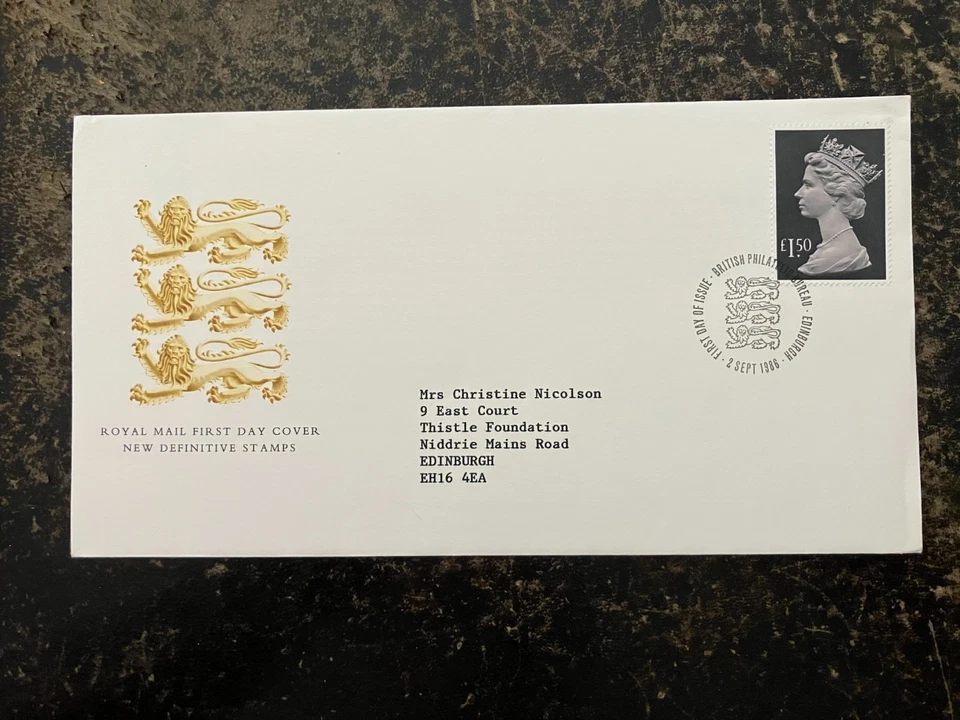 £1.50
FIRST DAY OF ISSUE · BRITISH PHILATELIC BUREAU · EDINBURGH ·
2 SEPT 1986
Mrs Christine Nicolson
9 East Court
Thistle Foundation
Niddrie Mains Road
EDINBURGH
EH16 4EA
ROYAL MAIL FIRST DAY COVER
NEW DEFINITIVE STAMPS